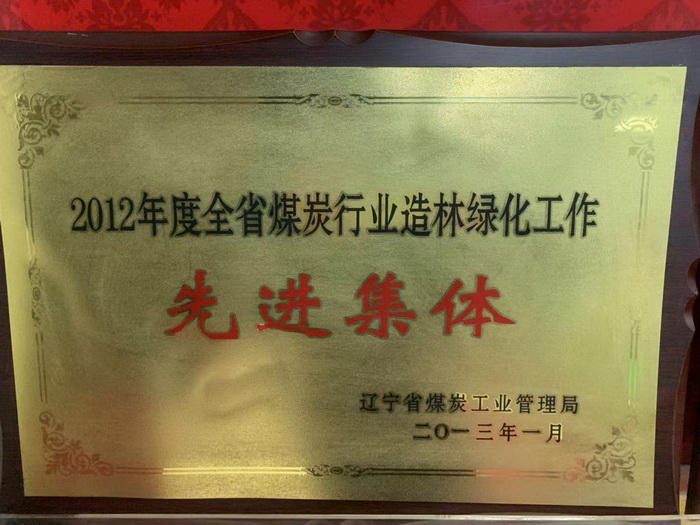 2012年度全省煤炭行业造林绿化工作
先进集体
辽宁省煤炭工业管理局
二〇一三年一月